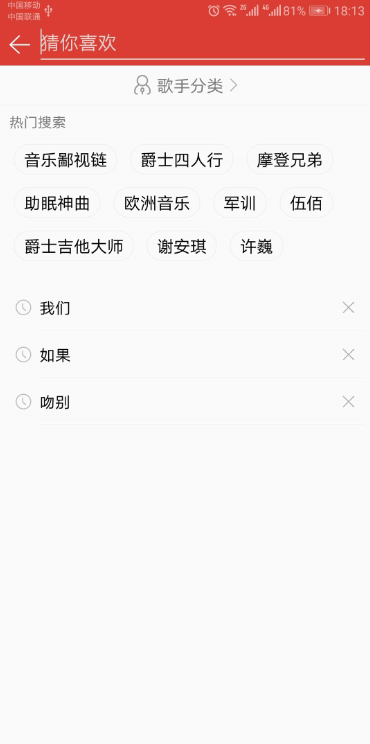 中国移动
中国联通 2G 4G 81% 18:13
猜你喜欢
歌手分类
热门搜索
音乐鄙视链 爵士四人行 摩登兄弟
助眠神曲 欧洲音乐 军训 伍佰
爵士吉他大师 谢安琪 许巍
我们
如果
吻别